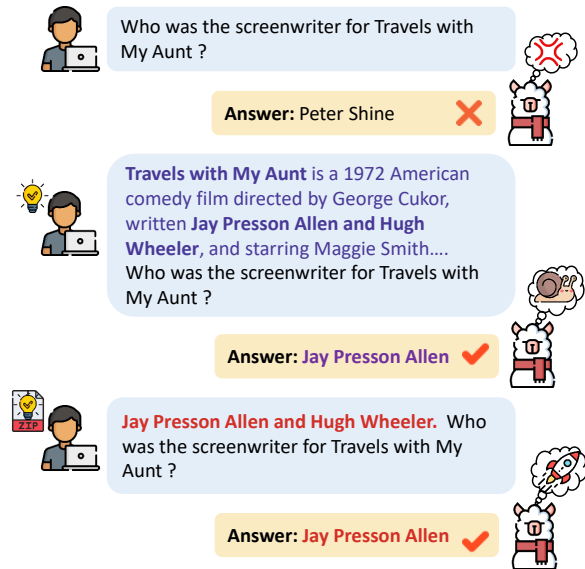 Who was the screenwriter for Travels with
My Aunt ?
Answer: Peter Shine
Travels with My Aunt is a 1972 American
comedy film directed by George Cukor,
written Jay Presson Allen and Hugh
Wheeler, and starring Maggie Smith....
Who was the screenwriter for Travels with
My Aunt ?
Answer: Jay Presson Allen
ZIP
Jay Presson Allen and Hugh Wheeler. Who
was the screenwriter for Travels with My
Aunt ?
Answer: Jay Presson Allen